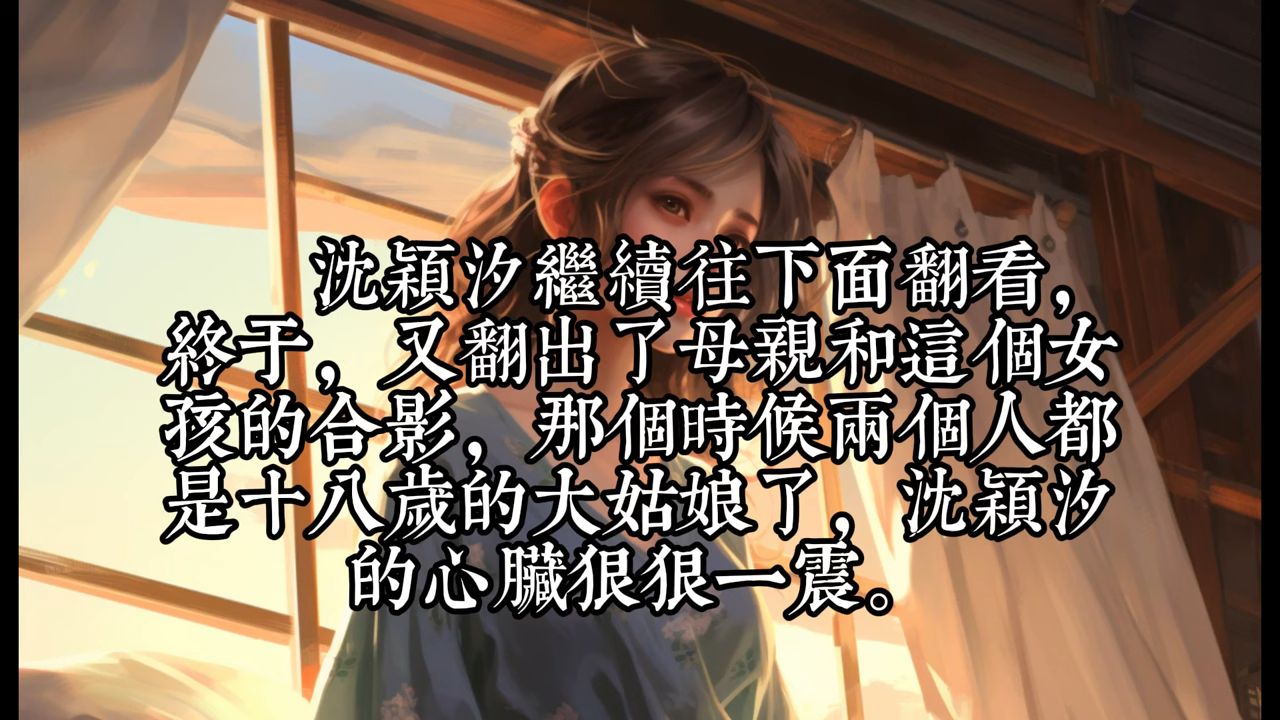 沈穎汐繼續往下面翻看，
終于，又翻出了母親和這個女
孩的合影，那個時候兩個人都
是十八歲的大姑娘了，沈穎汐
的心臟狠狠一震。